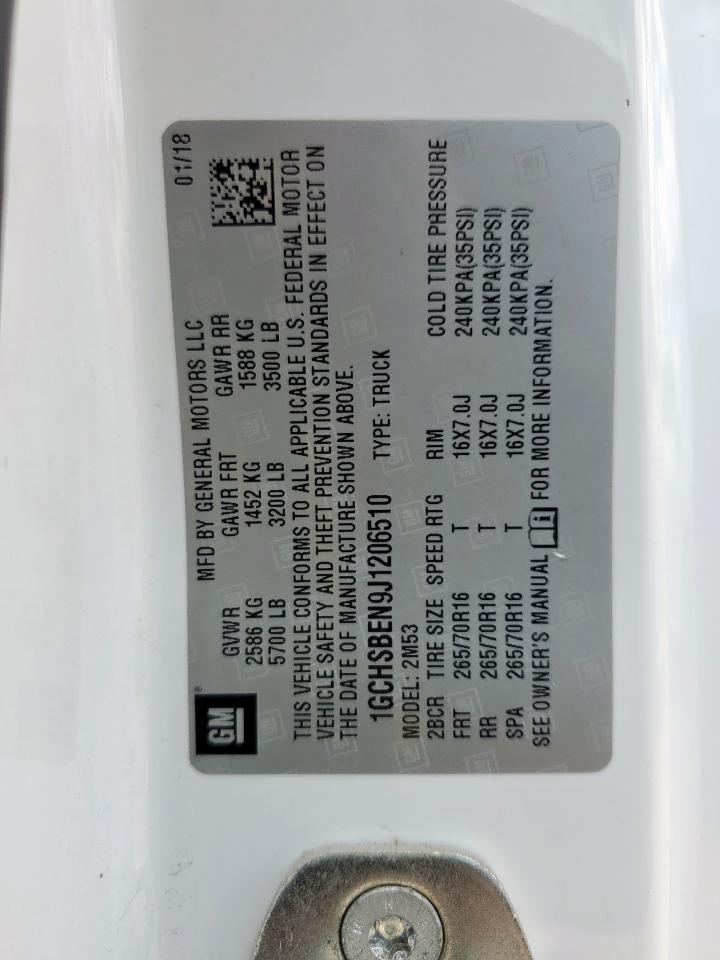 GM
®
01/18
MFD BY GENERAL MOTORS LLC
GVWR GAWR FRT GAWR RR
2586 KG 1452 KG 1588 KG
5700 LB 3200 LB 3500 LB
THIS VEHICLE CONFORMS TO ALL APPLICABLE U.S. FEDERAL MOTOR
VEHICLE SAFETY AND THEFT PREVENTION STANDARDS IN EFFECT ON
THE DATE OF MANUFACTURE SHOWN ABOVE.
1GCHSBEN9J1206510 TYPE: TRUCK
MODEL: 2M53
2BCR TIRE SIZE SPEED RTG RIM COLD TIRE PRESSURE
FRT 265/70R16 T 16X7.0J 240KPA(35PSI)
RR 265/70R16 T 16X7.0J 240KPA(35PSI)
SPA 265/70R16 T 16X7.0J 240KPA(35PSI)
SEE OWNER'S MANUAL FOR MORE INFORMATION.